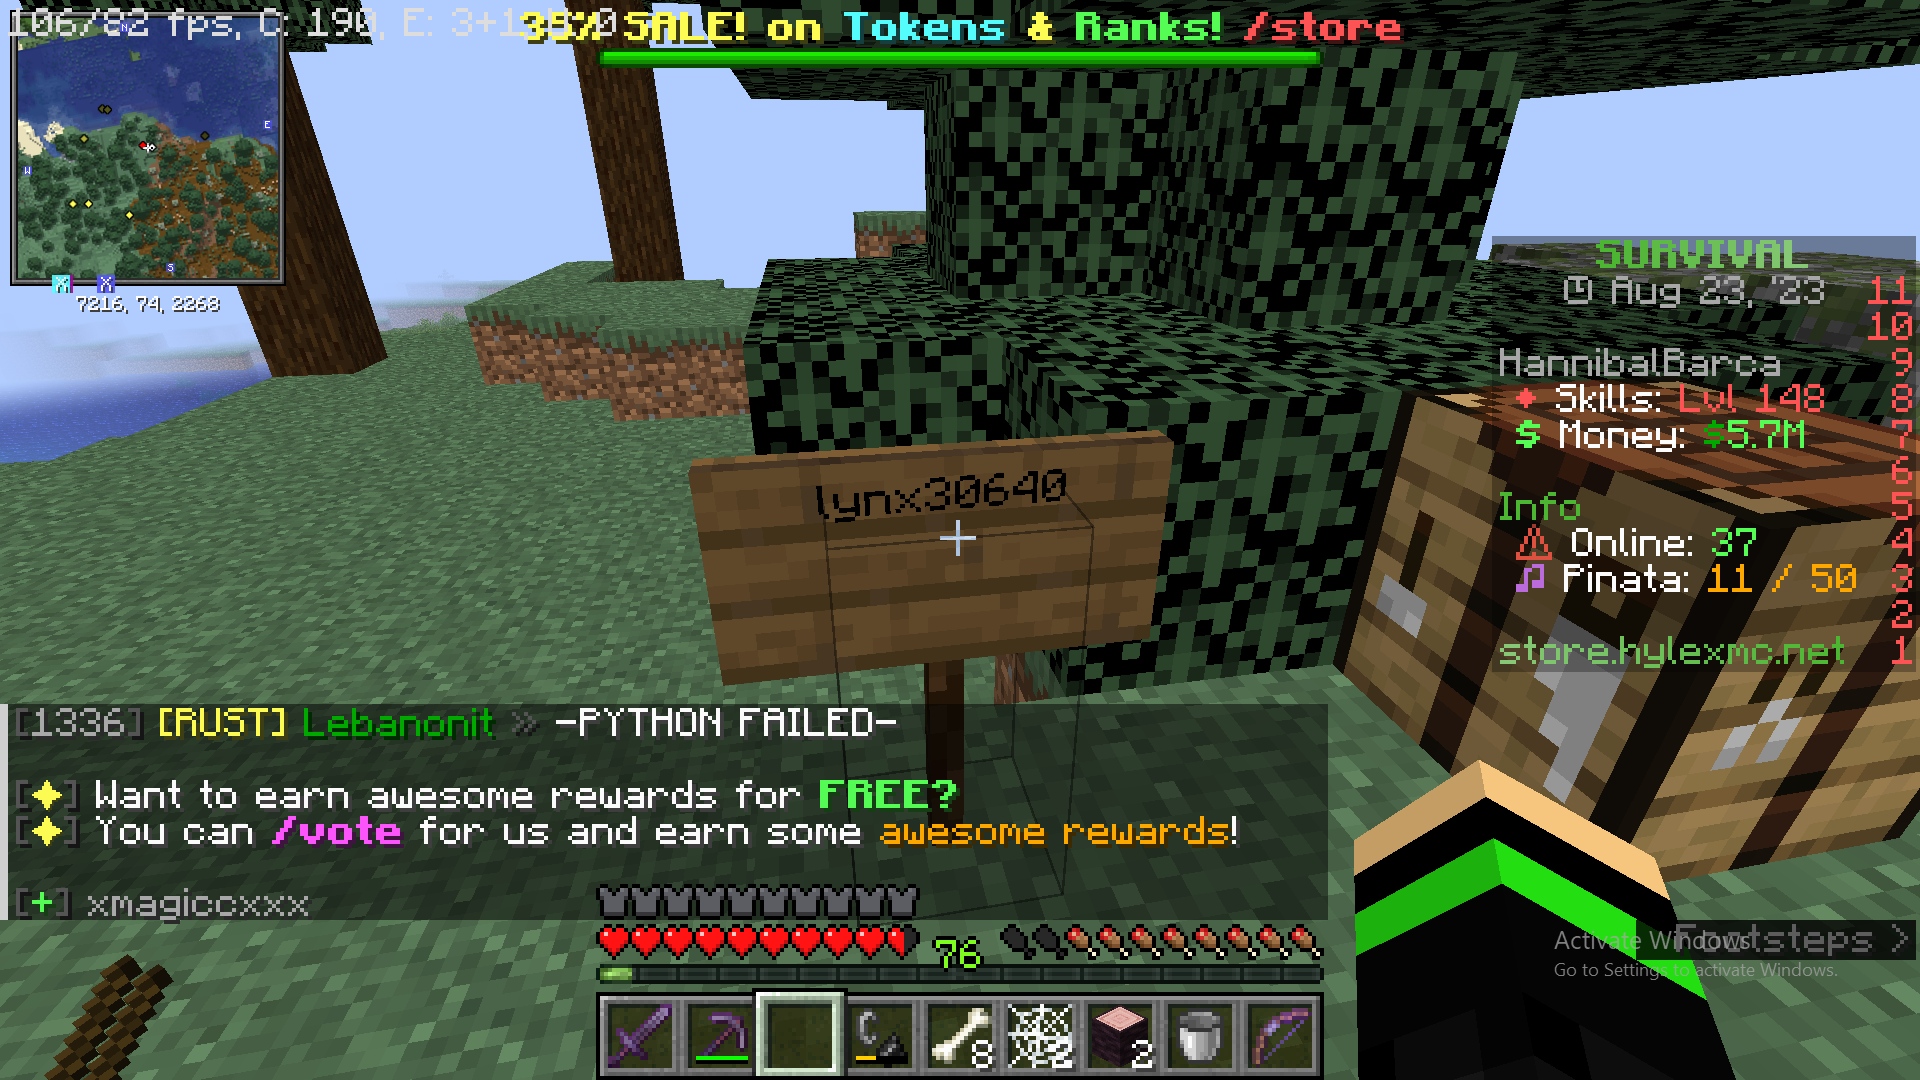 35% SALE! on Tokens & Ranks! /store
N
E
W
S
X X
7216, 74, 2268
lynx30640
SURVIVAL
Aug 23, '23 11
10
HannibalBarca 9
Skills: Lvl 148 8
$ Money: $5.7M 7
6
Info 5
Online: 37 4
Pinata: 11 / 50 3
2
store.hylexmc.net 1
[1336] [RUST] Lebanonit » -PYTHON FAILED-
[✦] Want to earn awesome rewards for FREE?
[✦] You can /vote for us and earn some awesome rewards!
[+] xmagiccxxx
76
Footsteps >
Activate Windows
Go to Settings to activate Windows.
8 2 2